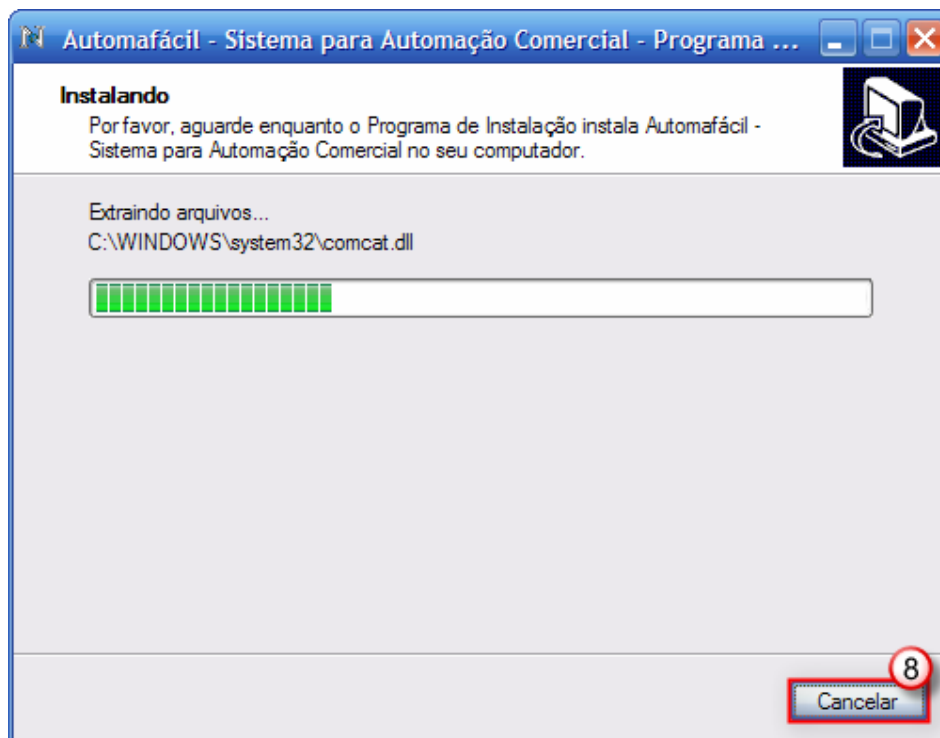 Automafácil - Sistema para Automação Comercial - Programa ...
Instalando
Por favor, aguarde enquanto o Programa de Instalação instala Automafácil -
Sistema para Automação Comercial no seu computador.
Extraindo arquivos...
C:\WINDOWS\system32\comcat.dll
8
Cancelar